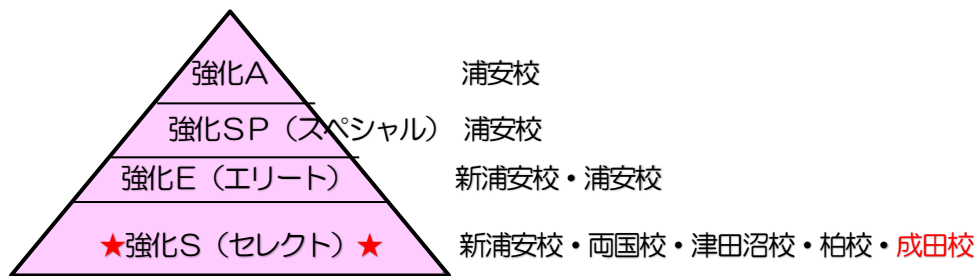 強化A 浦安校
強化SP（スペシャル） 浦安校
強化E（エリート） 新浦安校・浦安校
★強化S（セレクト）★ 新浦安校・両国校・津田沼校・柏校・成田校